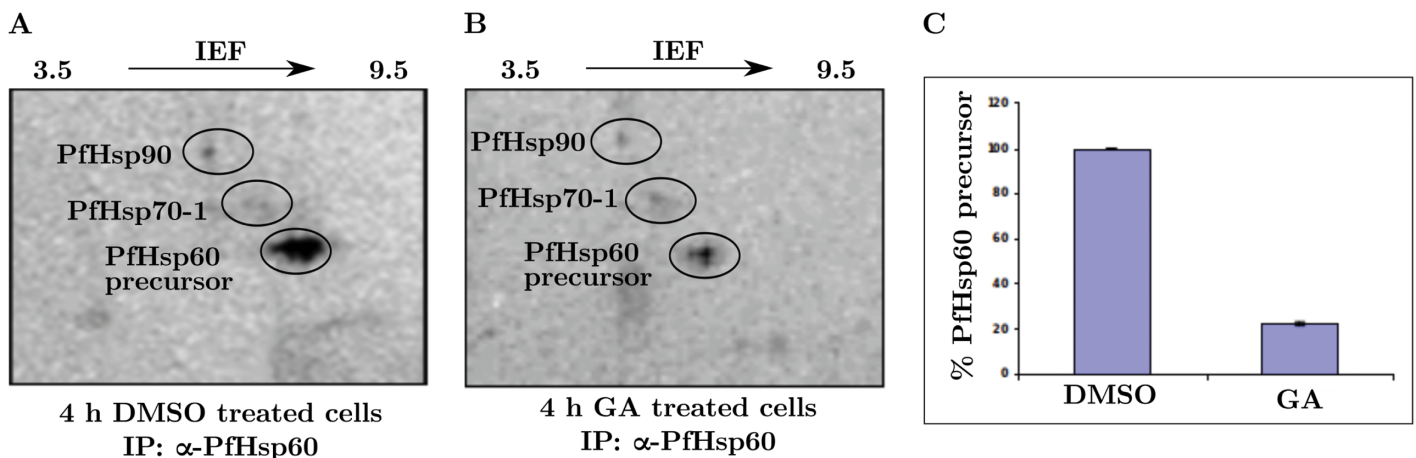 A
IEF
3.5
9.5
PfHsp90
PfHsp70-1
PfHsp60
precursor
4 h DMSO treated cells
IP: α-PfHsp60
B
IEF
3.5
9.5
PfHsp90
PfHsp70-1
PfHsp60
precursor
4 h GA treated cells
IP: α-PfHsp60
C
% PfHsp60 precursor
120
100
80
60
40
20
0
DMSO
GA